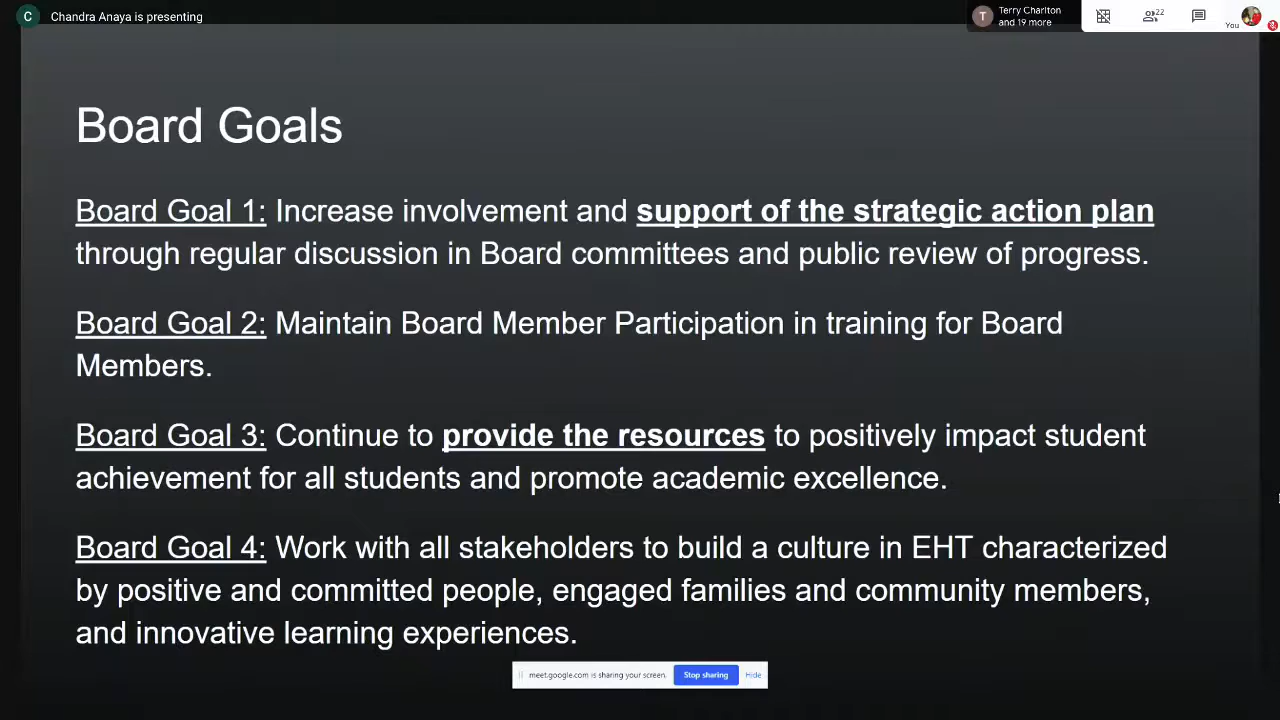 C Chandra Anaya is presenting
T Terry Charlton
and 19 more
22
You
Board Goals
Board Goal 1: Increase involvement and support of the strategic action plan
through regular discussion in Board committees and public review of progress.
Board Goal 2: Maintain Board Member Participation in training for Board
Members.
Board Goal 3: Continue to provide the resources to positively impact student
achievement for all students and promote academic excellence.
Board Goal 4: Work with all stakeholders to build a culture in EHT characterized
by positive and committed people, engaged families and community members,
and innovative learning experiences.
meet.google.com is sharing your screen. Stop sharing Hide